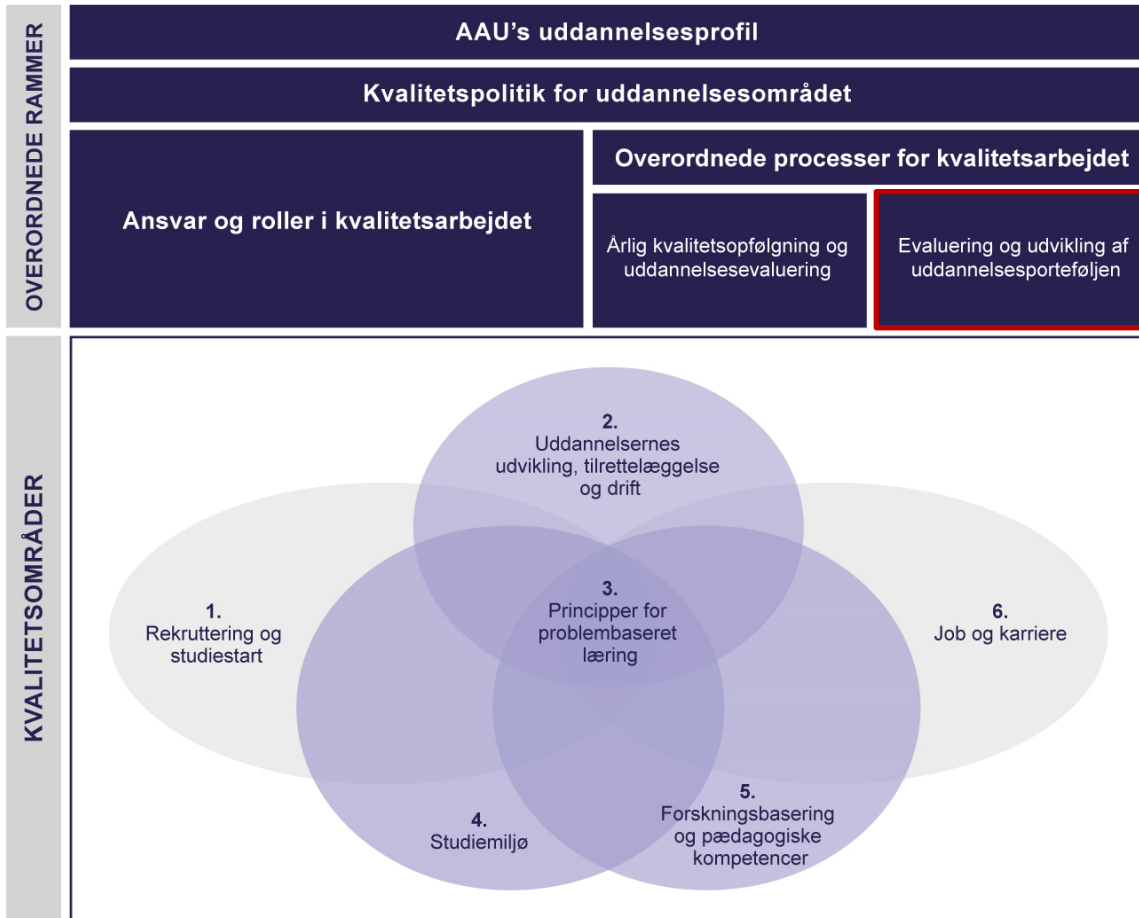 OVERORDNEDE RAMMER
AAU's uddannelsesprofil
Kvalitetspolitik for uddannelsesområdet
Ansvar og roller i kvalitetsarbejdet
Overordnede processer for kvalitetsarbejdet
Årlig kvalitetsopfølgning og
uddannelsesevaluering
Evaluering og udvikling af
uddannelsesporteføljen
KVALITETSOMRÅDER
1.
Rekruttering og
studiestart
2.
Uddannelsernes
udvikling, tilrettelæggelse
og drift
3.
Principper for
problembaseret
læring
4.
Studiemiljø
5.
Forskningsbasering
og pædagogiske
kompetencer
6.
Job og karriere